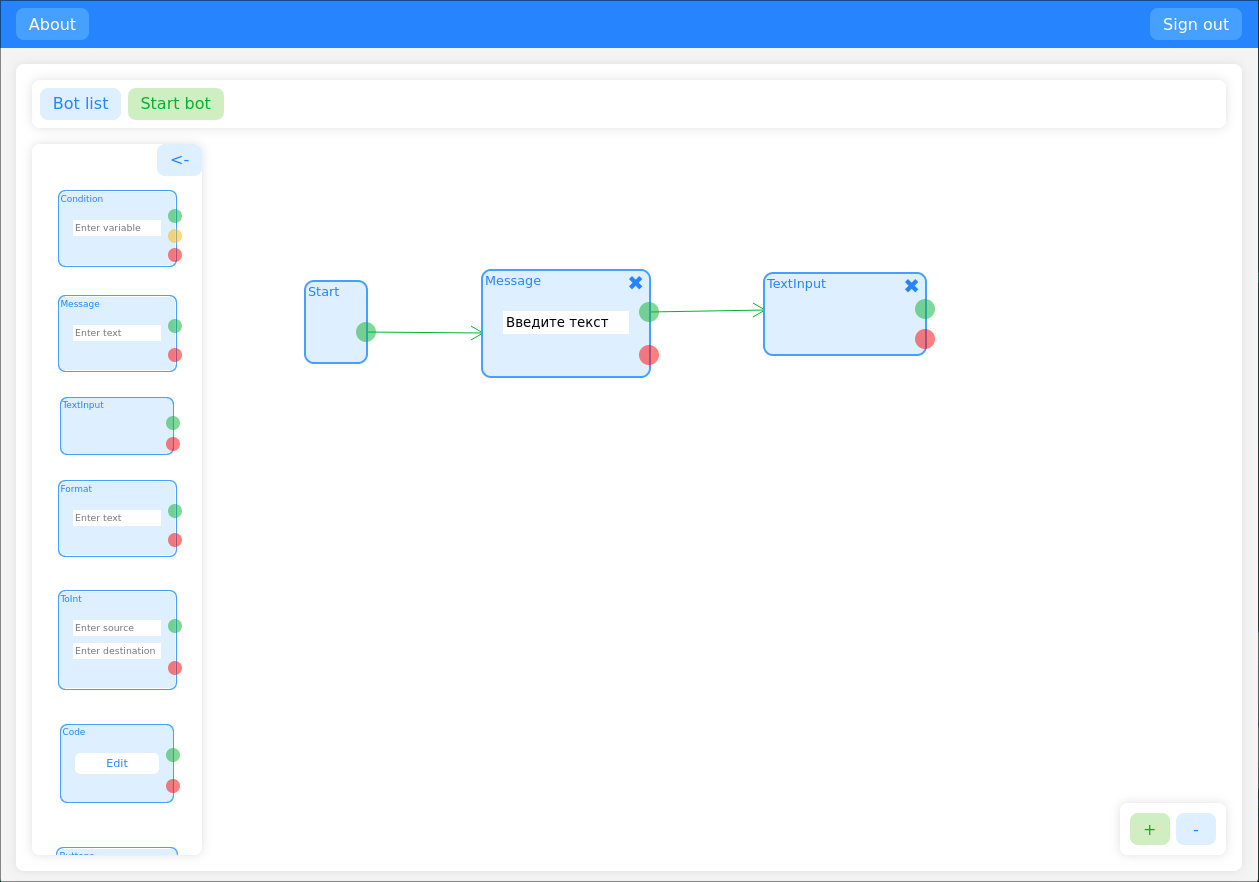 About
Sign out
Bot list
Start bot
<-
Condition
Enter variable
Message
Enter text
TextInput
Format
Enter text
ToInt
Enter source
Enter destination
Code
Edit
Buttons
Start
Message ✖
Введите текст
TextInput ✖
+
-